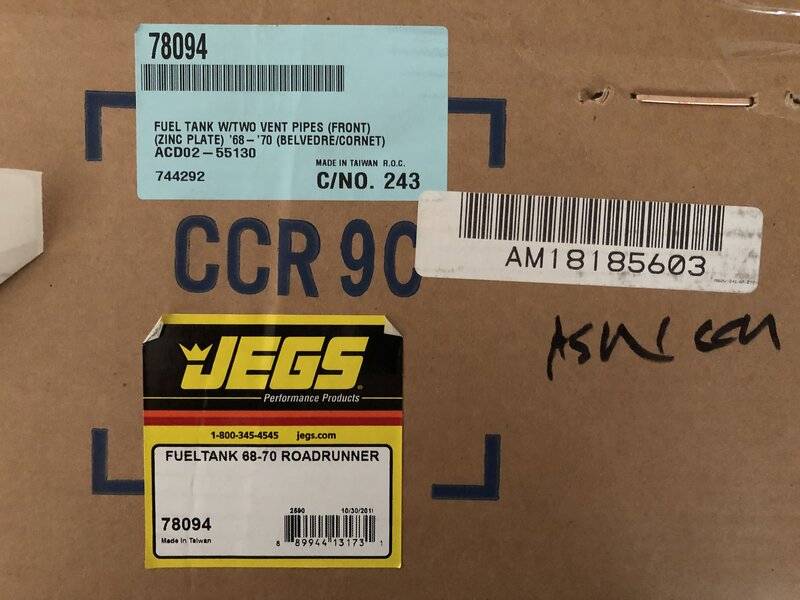 78094
FUEL TANK W/TWO VENT PIPES (FRONT)
(ZINC PLATE) '68-'70 (BELVEDRE/CORNET)
ACD02-55130
MADE IN TAIWAN R.O.C.
744292
C/NO. 243
CCR 90
AM18185603
JEGS
Performance Products
1-800-345-4545 jegs.com
FUELTANK 68-70 ROADRUNNER
2590 10/30/201
78094
Made In Taiwan
8 89944 13173 1